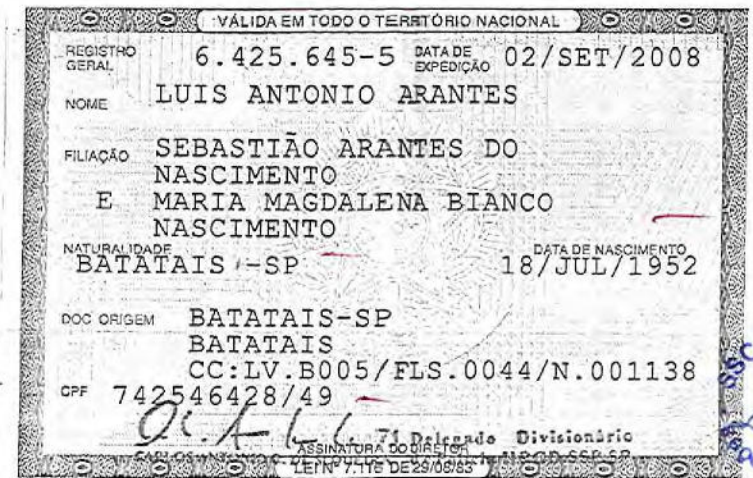 VÁLIDA EM TODO O TERRITÓRIO NACIONAL
REGISTRO GERAL 6.425.645-5 DATA DE EXPEDIÇÃO 02/SET/2008
NOME LUIS ANTONIO ARANTES
FILIAÇÃO SEBASTIÃO ARANTES DO
NASCIMENTO
E MARIA MAGDALENA BIANCO
NASCIMENTO
NATURALIDADE DATA DE NASCIMENTO
BATATAIS -SP 18/JUL/1952
DOC ORIGEM BATATAIS-SP
BATATAIS
CC:LV.B005/FLS.0044/N.001138
CPF 742546428/49
Delegado Divisionário
ASSINATURA DO DIRETOR
LEI Nº 7.116 DE 29/08/83